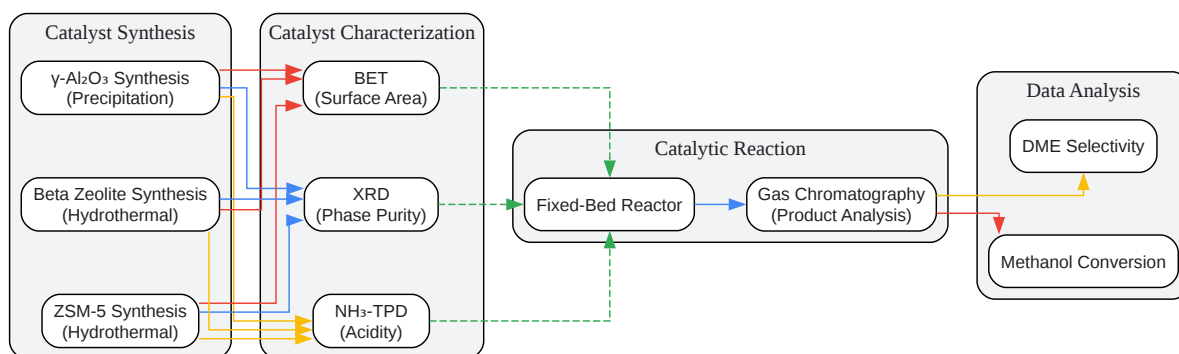 Catalyst Synthesis
γ-Al₂O₃ Synthesis
(Precipitation)
Beta Zeolite Synthesis
(Hydrothermal)
ZSM-5 Synthesis
(Hydrothermal)
Catalyst Characterization
BET
(Surface Area)
XRD
(Phase Purity)
NH₃-TPD
(Acidity)
Catalytic Reaction
Fixed-Bed Reactor
Gas Chromatography
(Product Analysis)
Data Analysis
DME Selectivity
Methanol Conversion